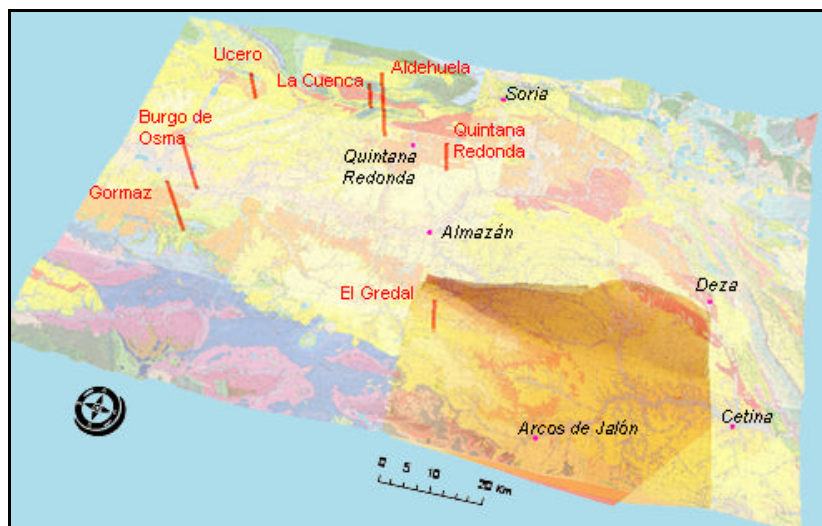 Ucero
Aldehuela
La Cuenca
Soria
Burgo de
Osma
Quintana
Redonda
Quintana
Redonda
Gormaz
Almazán
El Gredal
Deza
Arcos de Jalón
Cetina
0 5 10 20 Km